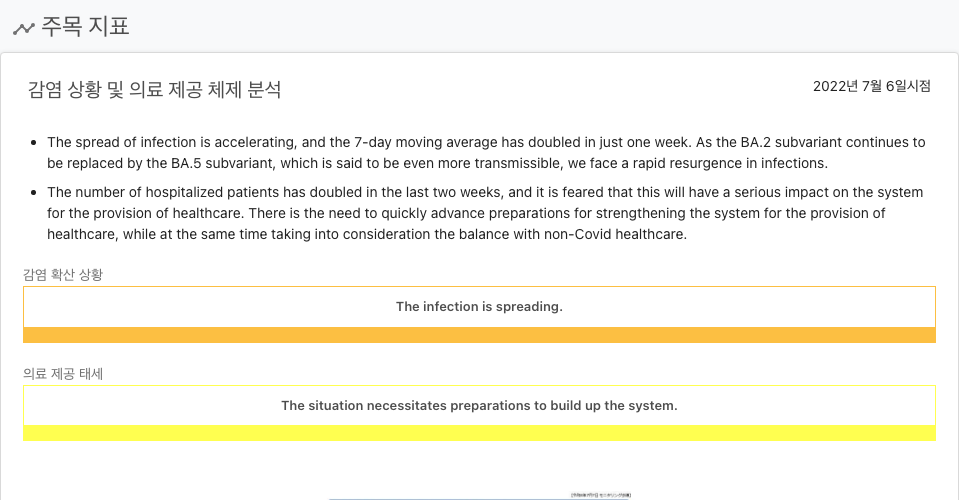 주목 지표
감염 상황 및 의료 제공 체제 분석
2022년 7월 6일시점
The spread of infection is accelerating, and the 7-day moving average has doubled in just one week. As the BA.2 subvariant continues to
be replaced by the BA.5 subvariant, which is said to be even more transmissible, we face a rapid resurgence in infections.
The number of hospitalized patients has doubled in the last two weeks, and it is feared that this will have a serious impact on the system
for the provision of healthcare. There is the need to quickly advance preparations for strengthening the system for the provision of
healthcare, while at the same time taking into consideration the balance with non-Covid healthcare.
감염 확산 상황
The infection is spreading.
의료 제공 태세
The situation necessitates preparations to build up the system.